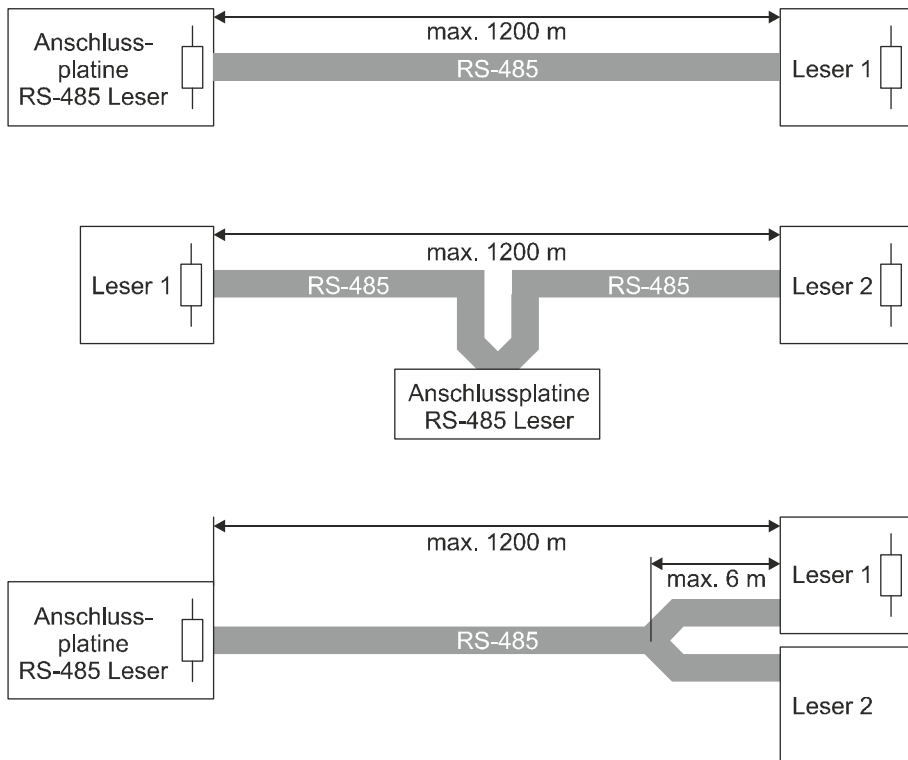 max. 1200 m
Anschluss-
platine
RS-485 Leser
RS-485
Leser 1
max. 1200 m
Leser 1
RS-485
RS-485
Leser 2
Anschlussplatine
RS-485 Leser
max. 1200 m
max. 6 m
Leser 1
Anschluss-
platine
RS-485 Leser
RS-485
Leser 2